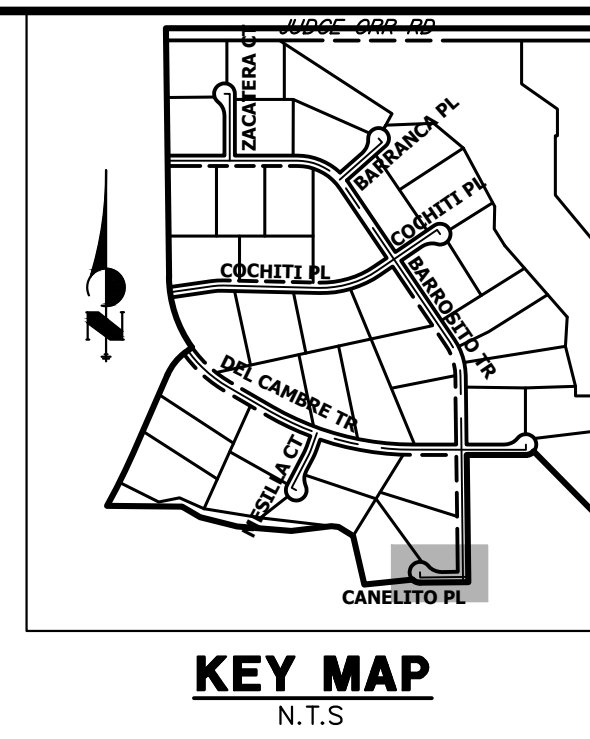 JUDGE ORR RD
ZACATERA CT
BARRANCA PL
COCHITI PL
COCHITI PL
BARROSITO TR
N
DEL CAMBRE TR
MESILLA CT
CANELITO PL
KEY MAP
N.T.S